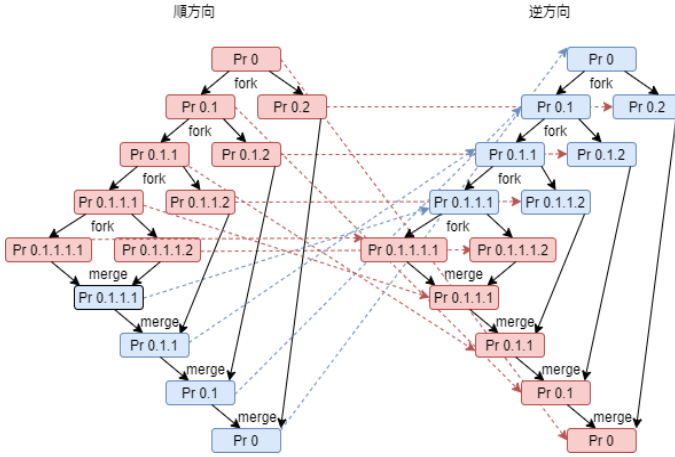 順方向
逆方向
Pr 0
fork
Pr 0.1
Pr 0.2
fork
Pr 0.1.1
Pr 0.1.2
fork
Pr 0.1.1.1
Pr 0.1.1.2
fork
Pr 0.1.1.1.1
Pr 0.1.1.1.2
merge
Pr 0.1.1.1
merge
Pr 0.1.1
merge
Pr 0.1
merge
Pr 0
Pr 0
fork
Pr 0.1
Pr 0.2
fork
Pr 0.1.1
Pr 0.1.2
fork
Pr 0.1.1.1
Pr 0.1.1.2
fork
Pr 0.1.1.1.1
Pr 0.1.1.1.2
merge
Pr 0.1.1.1
merge
Pr 0.1.1
merge
Pr 0.1
merge
Pr 0